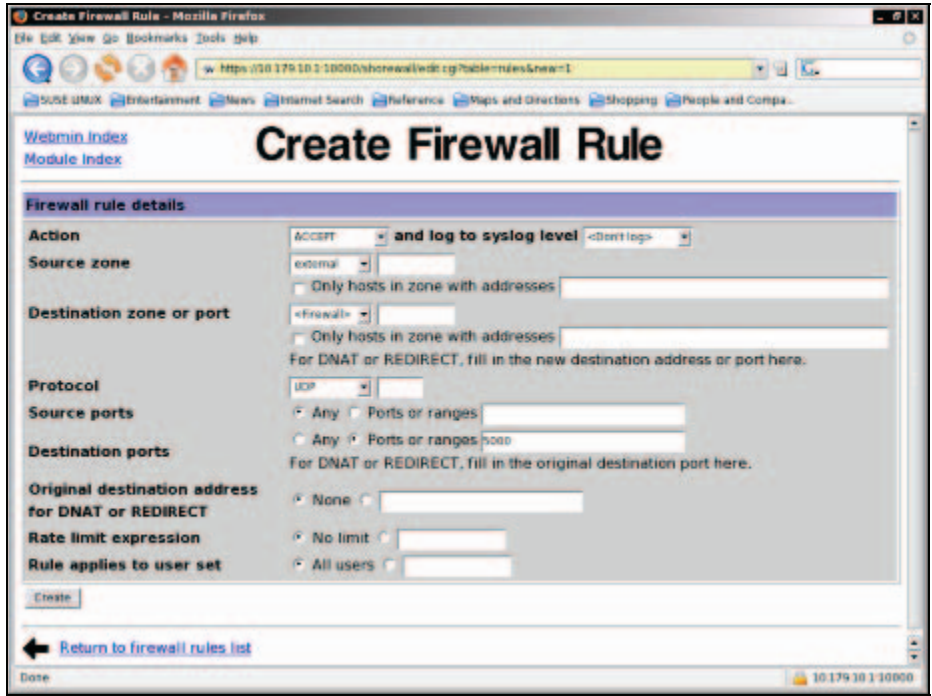 Create Firewall Rule - Mozilla Firefox
File Edit View Go Bookmarks Tools Help
https://10.179.10.1:10000/shorewall/edit.cgi?table=rules&new=1
SUSE LINUX Entertainment News Internet Search Reference Maps and Directions Shopping People and Compa..
Webmin Index
Module Index
Create Firewall Rule
Firewall rule details
Action ACCEPT and log to syslog level <Don't log>
Source zone external
Only hosts in zone with addresses
Destination zone or port <Firewall>
Only hosts in zone with addresses
For DNAT or REDIRECT, fill in the new destination address or port here.
Protocol UDP
Source ports Any Ports or ranges
Destination ports Any Ports or ranges 5000
For DNAT or REDIRECT, fill in the original destination port here.
Original destination address
for DNAT or REDIRECT None
Rate limit expression No limit
Rule applies to user set All users
Create
Return to firewall rules list
Done 10.179.10.1:10000